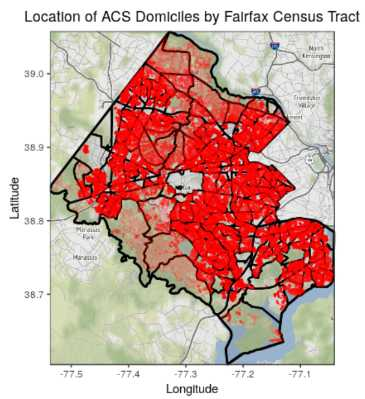 Location of ACS Domiciles by Fairfax Census Tract
North
Kensington
39.0
Fairmont
38.9
Latitude
38.8
Manassas
Park
Manassas
38.7
-77.5 -77.4 -77.3 -77.2 -77.1
Longitude